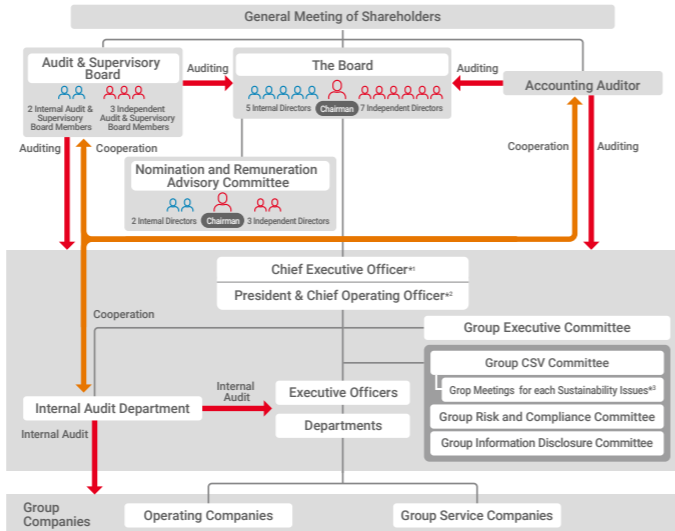 General Meeting of Shareholders
Audit & Supervisory
Board
2 Internal Audit &
Supervisory
Board Members
3 Independent
Audit & Supervisory
Board Members
Auditing
The Board
5 Internal Directors
Chairman
7 Independent Directors
Auditing
Accounting Auditor
Auditing
Cooperation
Cooperation
Auditing
Nomination and Remuneration
Advisory Committee
2 Internal Directors
Chairman
3 Independent Directors
Chief Executive Officer*1
President & Chief Operating Officer*2
Cooperation
Group Executive Committee
Group CSV Committee
Grop Meetings for each Sustainability Issues*3
Group Risk and Compliance Committee
Group Information Disclosure Committee
Internal Audit Department
Internal
Audit
Executive Officers
Departments
Internal Audit
Group
Companies
Operating Companies
Group Service Companies